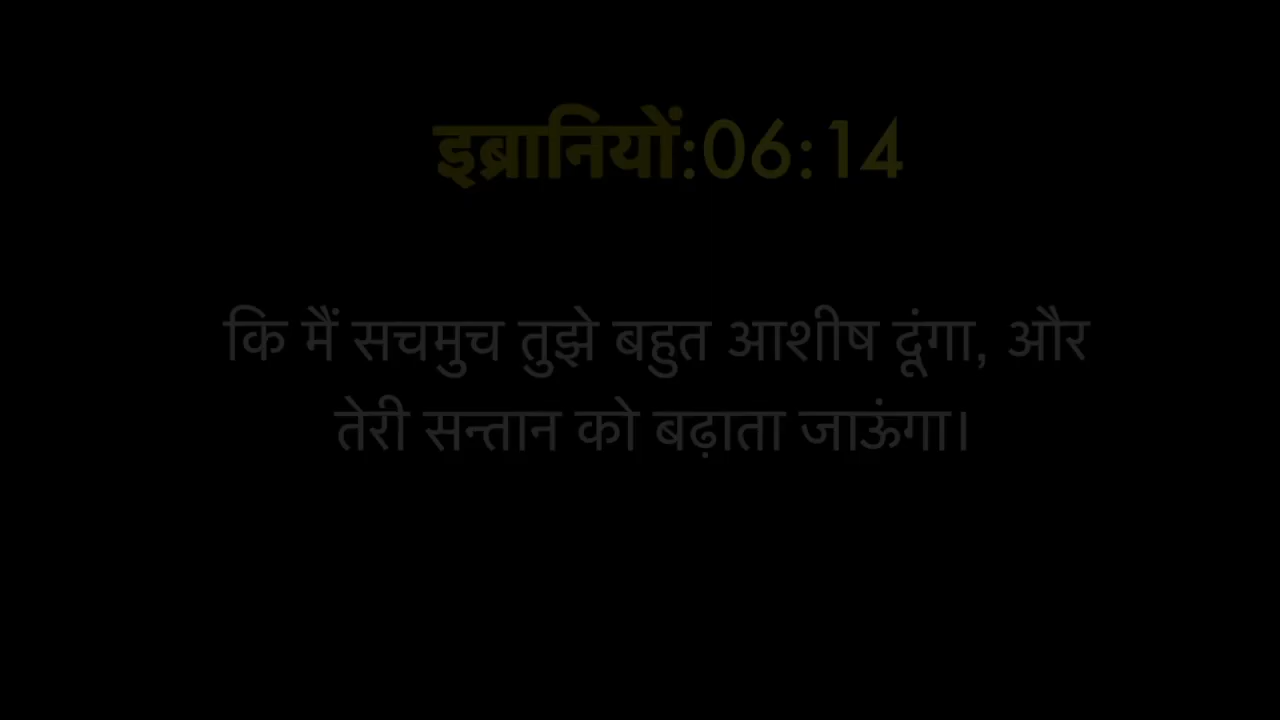 इब्रानियों:06:14
कि मैं सचमुच तुझे बहुत आशीष दूंगा, और
तेरी सन्तान को बढ़ाता जाऊंगा।